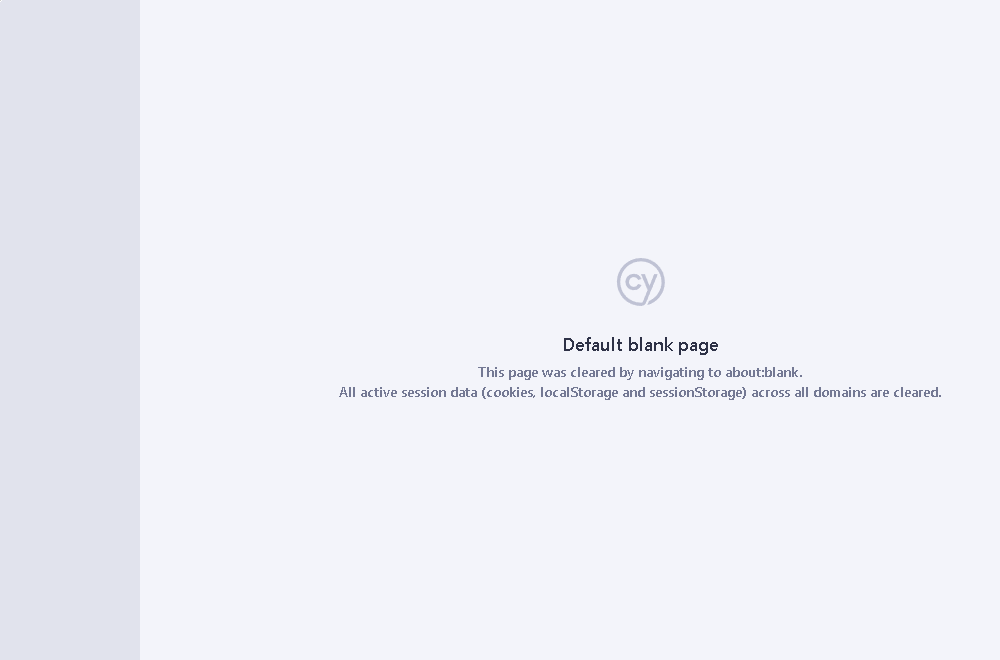 cy
Default blank page
This page was cleared by navigating to about:blank.
All active session data (cookies, localStorage and sessionStorage) across all domains are cleared.